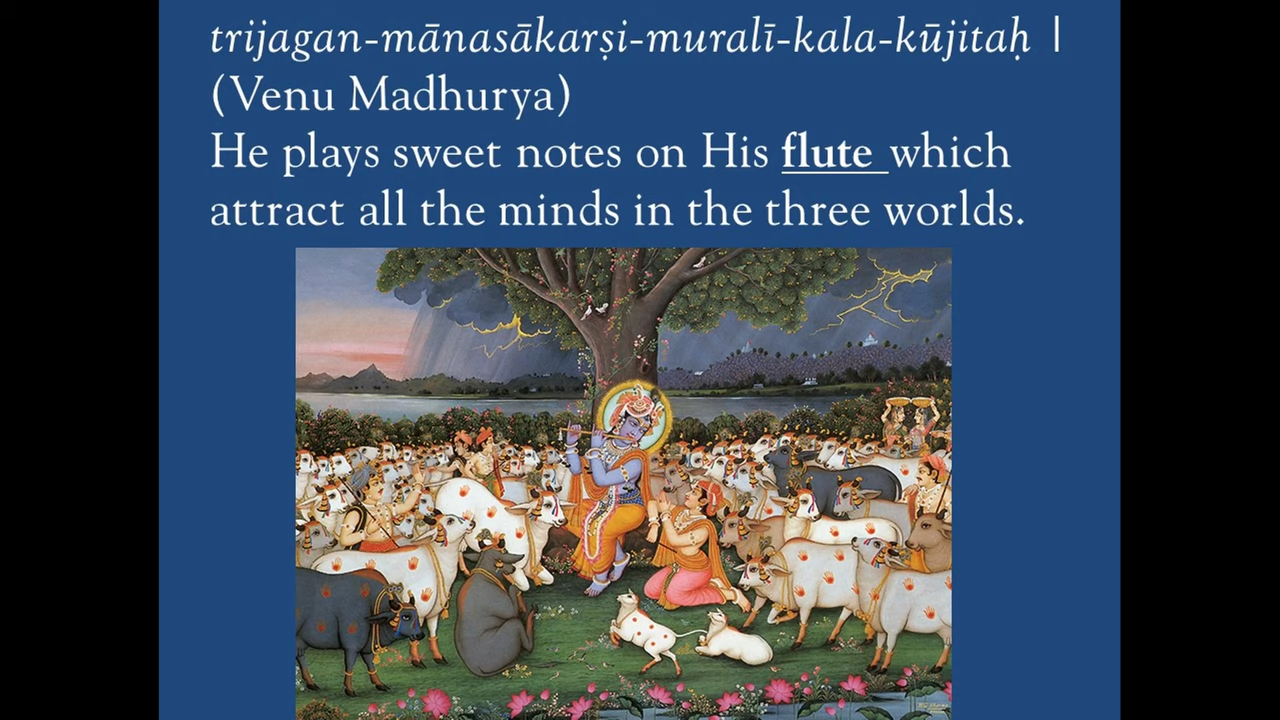 trijagan-mānasākarṣi-muralī-kala-kūjitaḥ |
(Venu Madhurya)
He plays sweet notes on His flute which
attract all the minds in the three worlds.